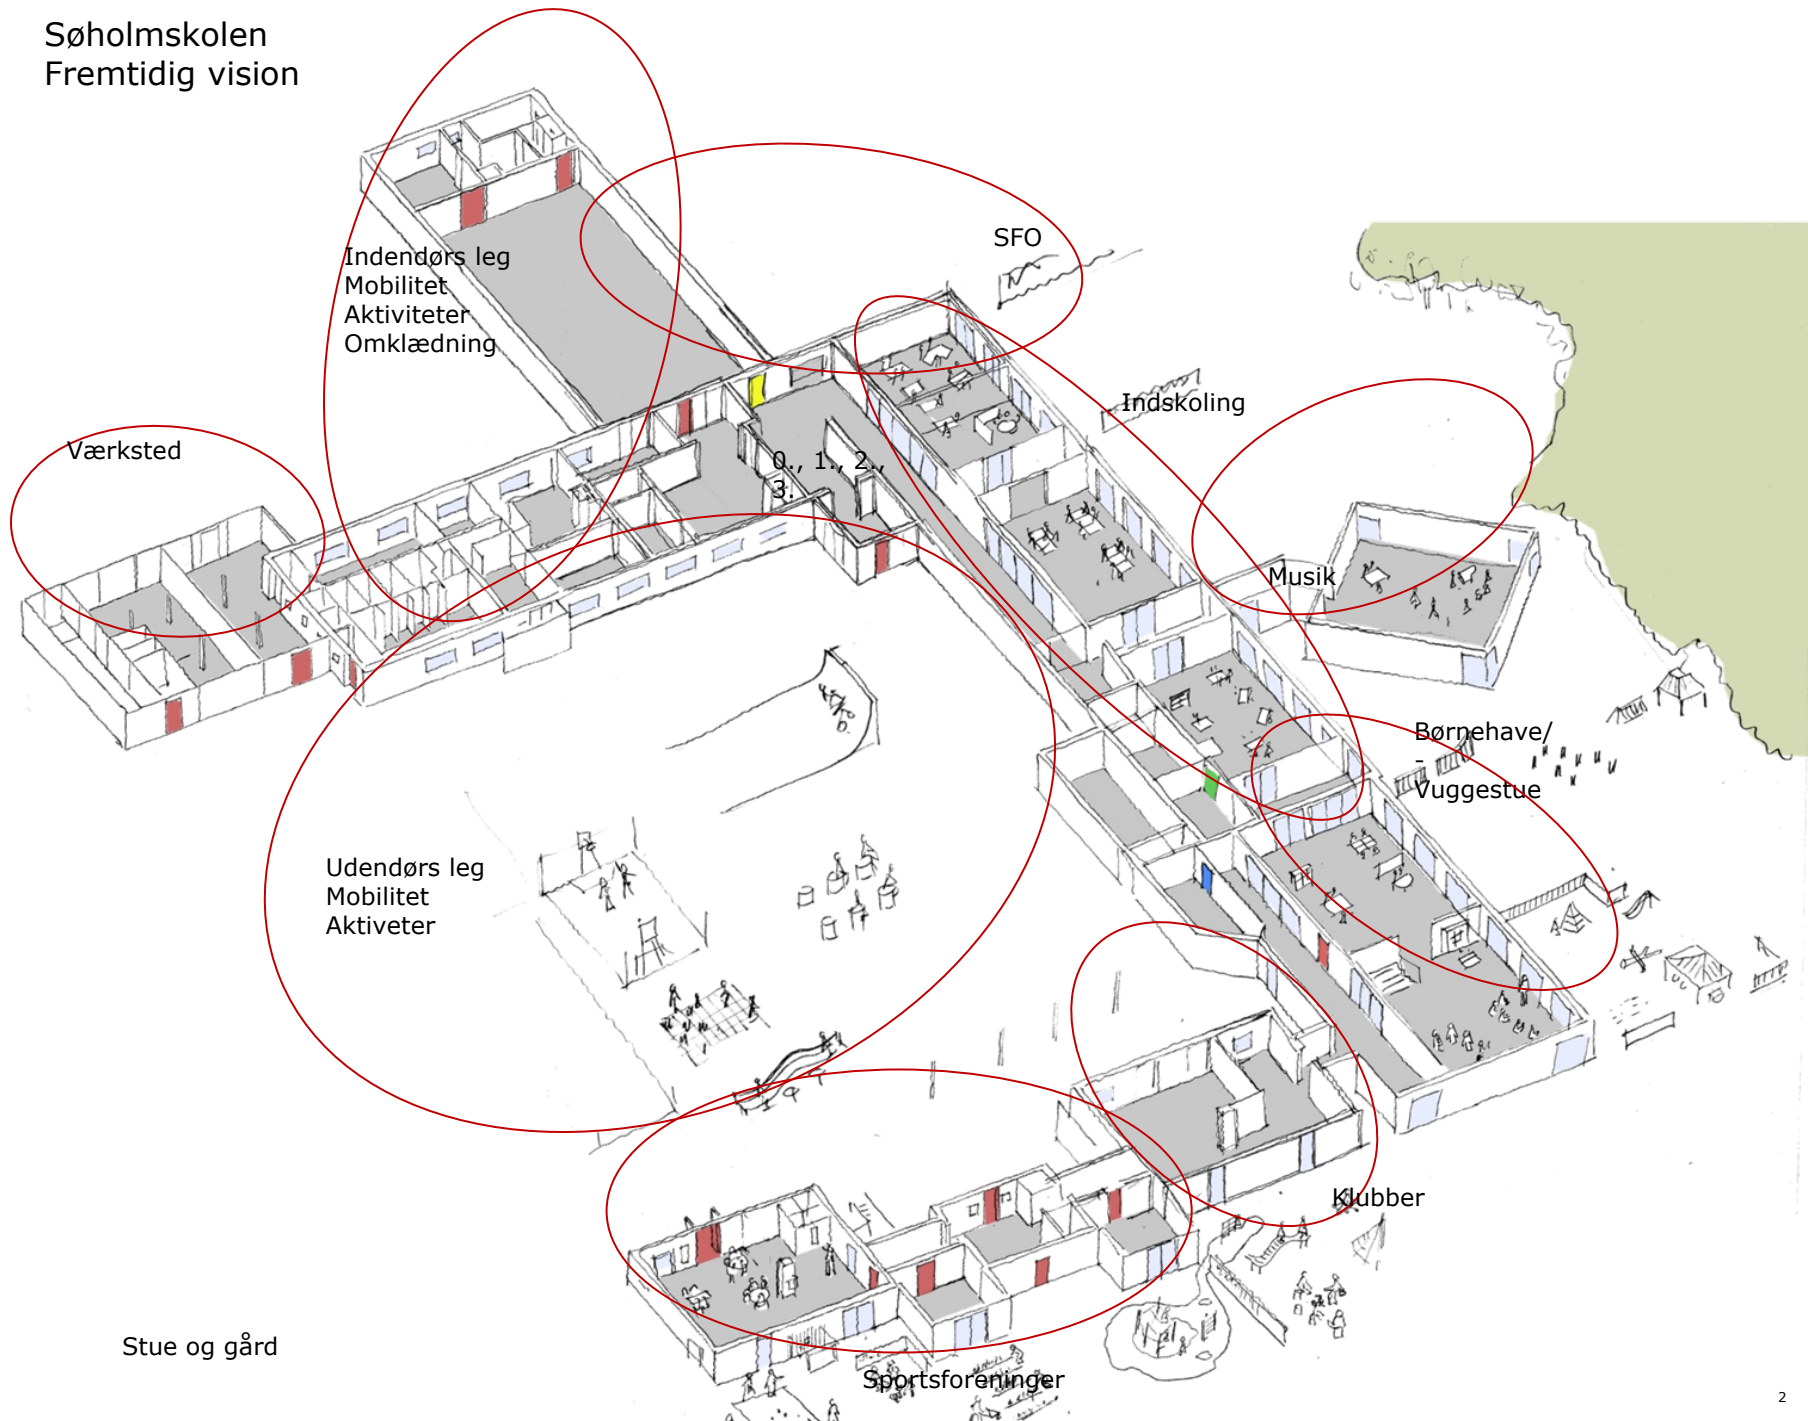 Søholmskolen
Fremtidig vision
SFO
Indendørs leg
Mobilitet
Aktiviteter
Omklædning
Indskoling
Værksted
0., 1., 2.,
3.
Musik
Børnehave/
-
Vuggestue
Udendørs leg
Mobilitet
Aktiveter
Klubber
Stue og gård
Sportsforeninger
2